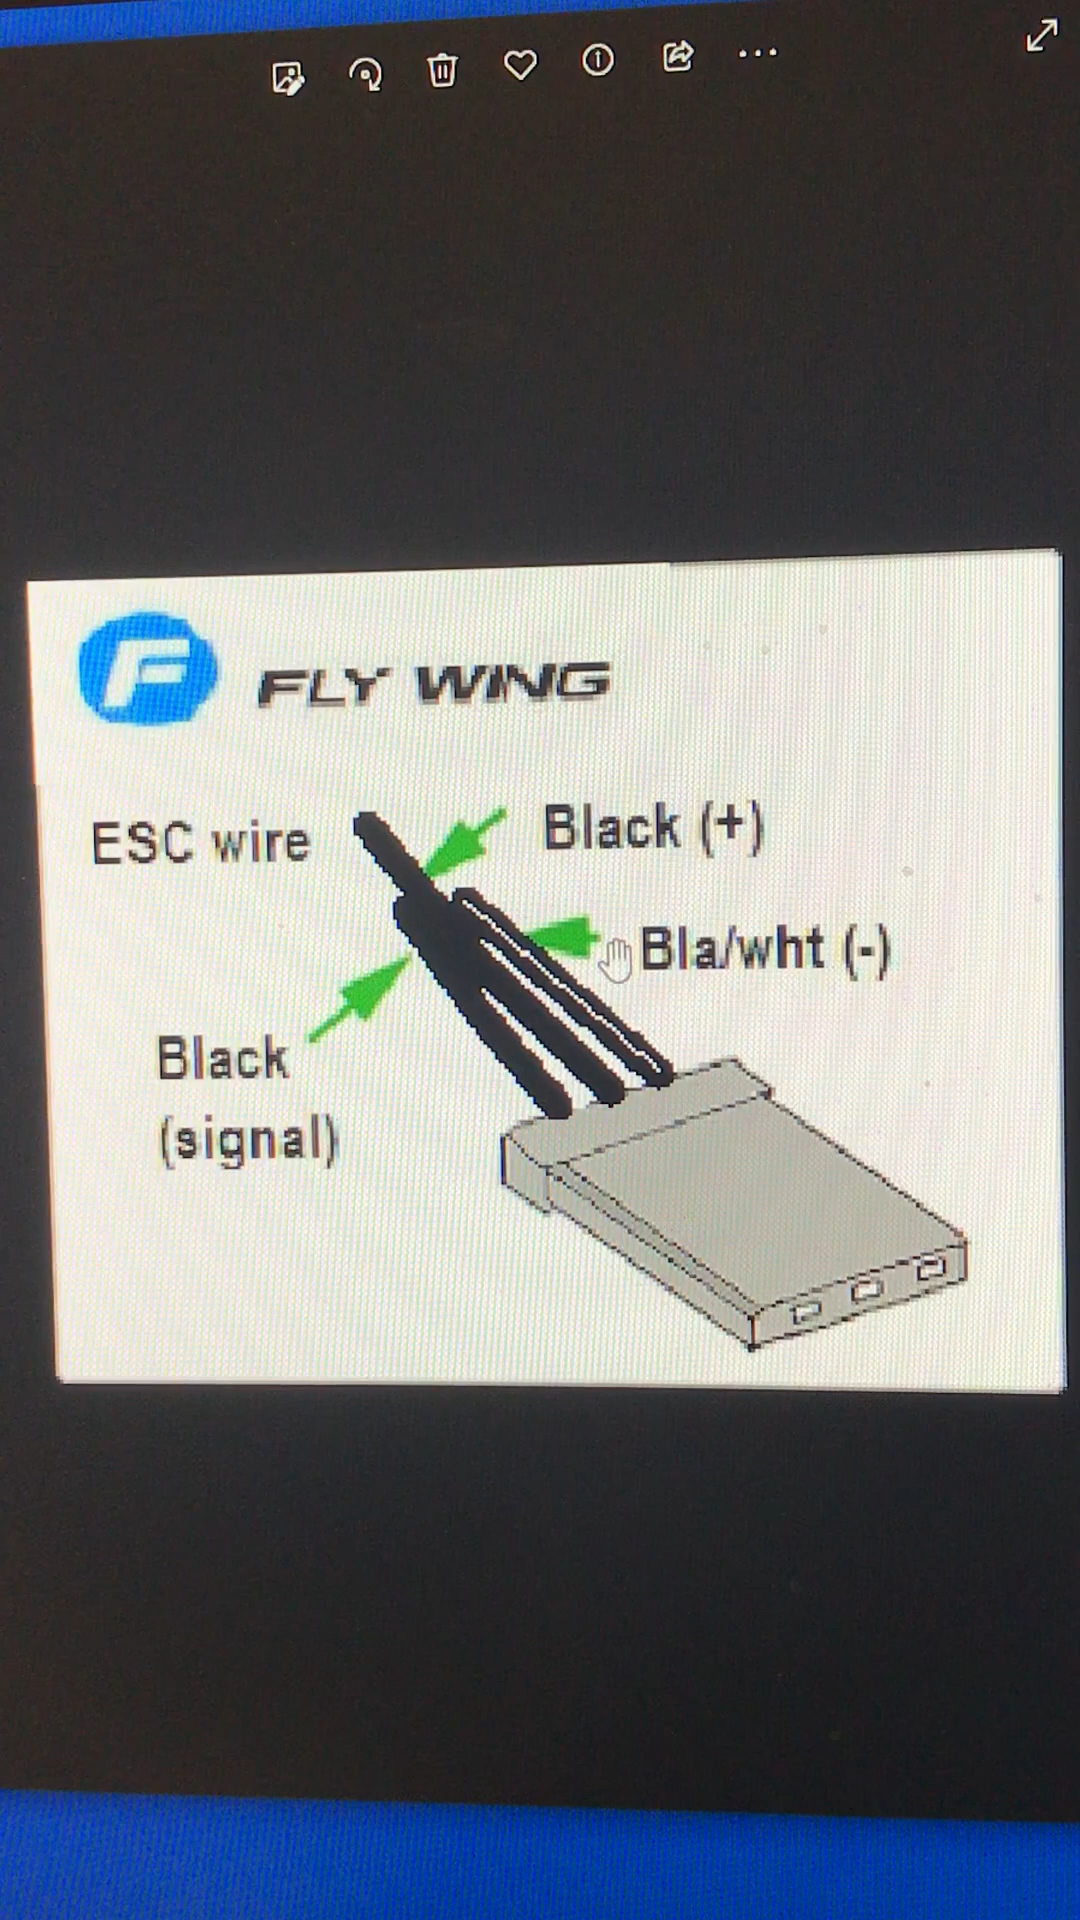 F FLY WING
ESC wire
Black (+)
Bla/wht (-)
Black
(signal)